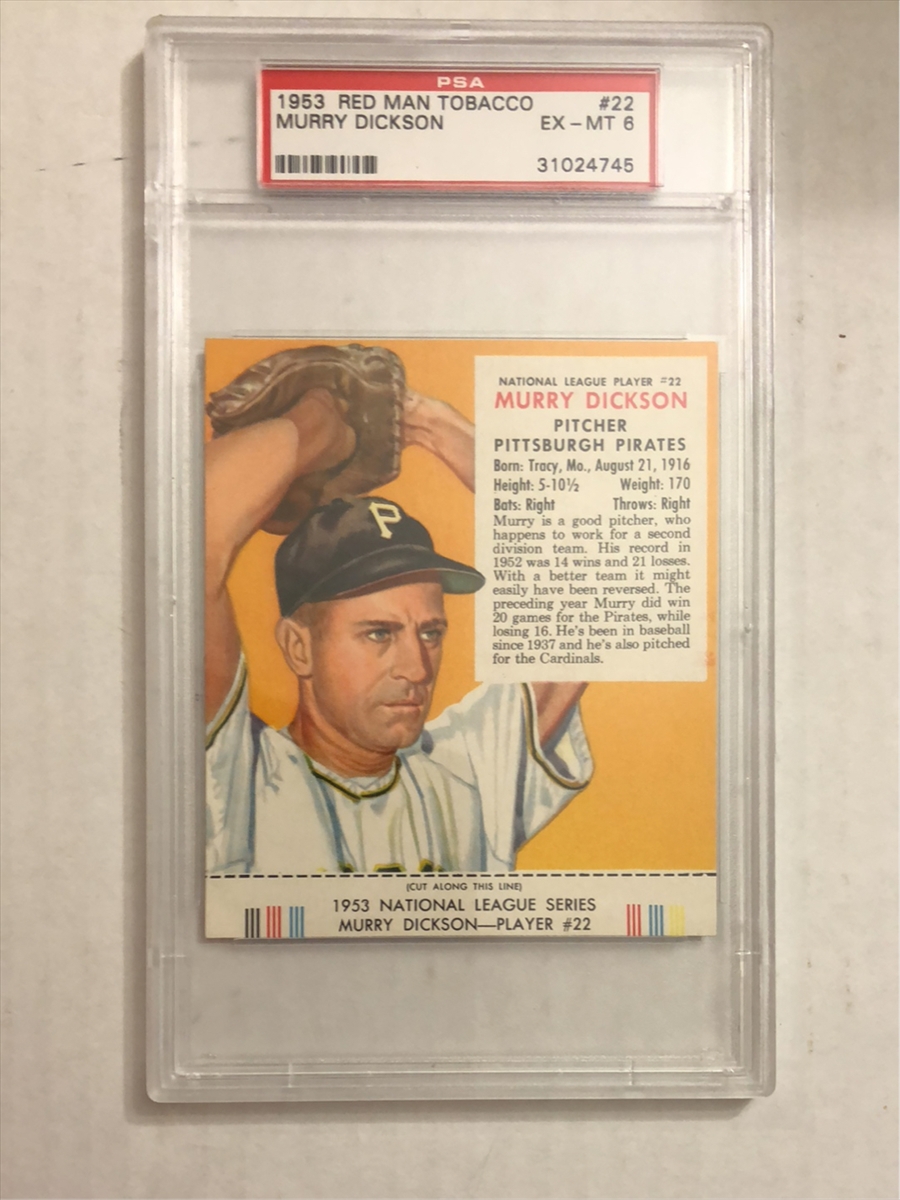 PSA
1953 RED MAN TOBACCO #22
MURRY DICKSON EX-MT 6
31024745
NATIONAL LEAGUE PLAYER #22
MURRY DICKSON
PITCHER
PITTSBURGH PIRATES
Born: Tracy, Mo., August 21, 1916
Height: 5-10½ Weight: 170
Bats: Right Throws: Right
Murry is a good pitcher, who
happens to work for a second
division team. His record in
1952 was 14 wins and 21 losses.
With a better team it might
easily have been reversed. The
preceding year Murry did win
20 games for the Pirates, while
losing 16. He's been in baseball
since 1937 and he's also pitched
for the Cardinals.
P
(CUT ALONG THIS LINE)
1953 NATIONAL LEAGUE SERIES
MURRY DICKSON—PLAYER #22